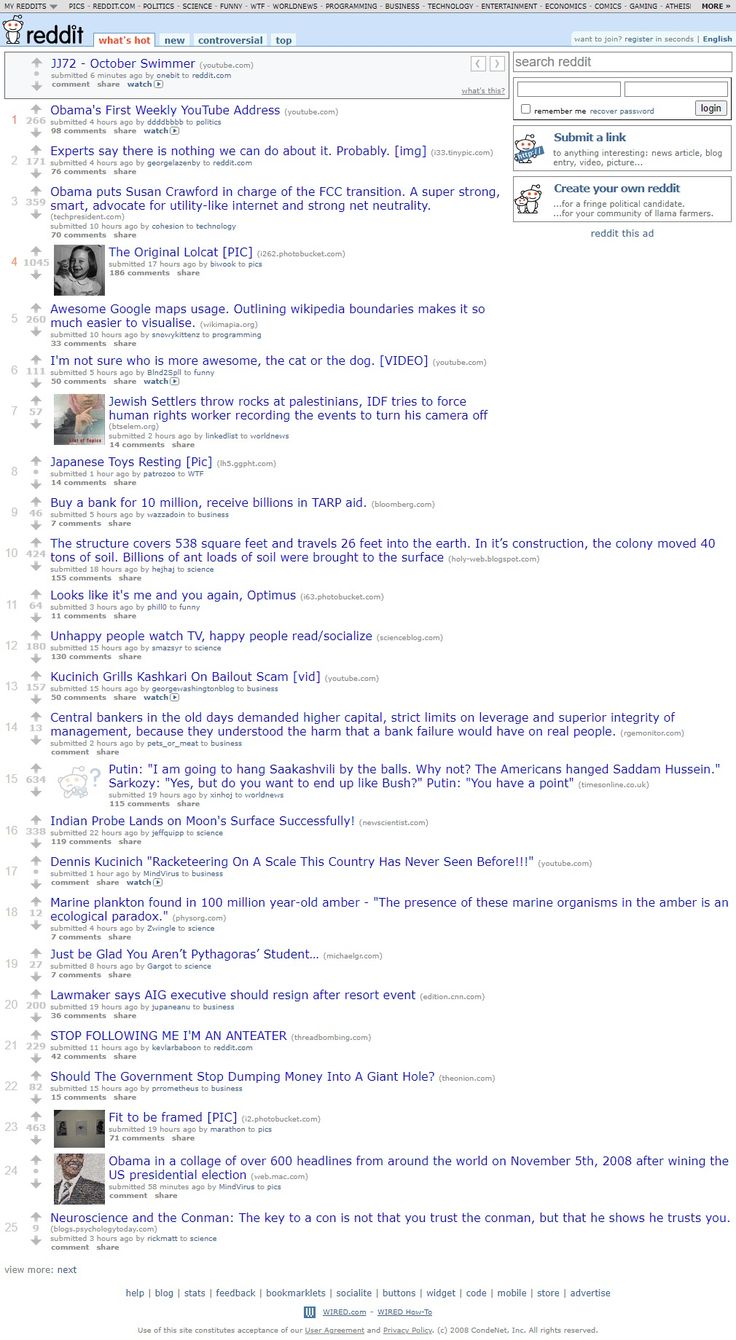 MY REDDITS PICS - REDDIT.COM - POLITICS - SCIENCE - FUNNY - WTF - WORLDNEWS - PROGRAMMING - BUSINESS - TECHNOLOGY - ENTERTAINMENT - ECONOMICS - COMICS - GAMING - ATHEIS MORE »
reddit what's hot new controversial top
want to join? register in seconds | English
JJ72 - October Swimmer (youtube.com)
submitted 6 minutes ago by onebit to reddit.com
comment share watch
what's this?
search reddit
remember me recover password login
Submit a link
to anything interesting: news article, blog
entry, video, picture...
Create your own reddit
...for a fringe political candidate.
...for your community of llama farmers.
reddit this ad
1 266 Obama's First Weekly YouTube Address (youtube.com)
submitted 4 hours ago by ddddbbbb to politics
98 comments share watch
2 171 Experts say there is nothing we can do about it. Probably. [img] (i33.tinypic.com)
submitted 4 hours ago by georgelazenby to reddit.com
76 comments share
3 359 Obama puts Susan Crawford in charge of the FCC transition. A super strong,
smart, advocate for utility-like internet and strong net neutrality.
(techpresident.com)
submitted 10 hours ago by cohesion to technology
70 comments share
4 1045 The Original Lolcat [PIC] (i262.photobucket.com)
submitted 17 hours ago by biwook to pics
186 comments share
5 260 Awesome Google maps usage. Outlining wikipedia boundaries makes it so
much easier to visualise. (wikimapia.org)
submitted 10 hours ago by snowykittenz to programming
33 comments share
6 111 I'm not sure who is more awesome, the cat or the dog. [VIDEO] (youtube.com)
submitted 5 hours ago by Blnd2Spll to funny
50 comments share watch
7 57 Jewish Settlers throw rocks at palestinians, IDF tries to force
human rights worker recording the events to turn his camera off
(btselem.org)
submitted 2 hours ago by linkedlist to worldnews
14 comments share
List of Topics
8 • Japanese Toys Resting [Pic] (lh5.ggpht.com)
submitted 1 hour ago by patrozoo to WTF
14 comments share
9 46 Buy a bank for 10 million, receive billions in TARP aid. (bloomberg.com)
submitted 5 hours ago by wazzadoin to business
7 comments share
10 424 The structure covers 538 square feet and travels 26 feet into the earth. In it’s construction, the colony moved 40
tons of soil. Billions of ant loads of soil were brought to the surface (holy-web.blogspot.com)
submitted 18 hours ago by hejhaj to science
155 comments share
11 64 Looks like it's me and you again, Optimus (i63.photobucket.com)
submitted 3 hours ago by phill0 to funny
11 comments share
12 180 Unhappy people watch TV, happy people read/socialize (scienceblog.com)
submitted 15 hours ago by smazsyr to science
130 comments share
13 157 Kucinich Grills Kashkari On Bailout Scam [vid] (youtube.com)
submitted 15 hours ago by georgewashingtonblog to business
50 comments share watch
14 13 Central bankers in the old days demanded higher capital, strict limits on leverage and superior integrity of
management, because they understood the harm that a bank failure would have on real people. (rgemonitor.com)
submitted 2 hours ago by pets_or_meat to business
comment share
15 634 Putin: "I am going to hang Saakashvili by the balls. Why not? The Americans hanged Saddam Hussein."
Sarkozy: "Yes, but do you want to end up like Bush?" Putin: "You have a point" (timesonline.co.uk)
submitted 19 hours ago by xinhoj to worldnews
115 comments share
16 338 Indian Probe Lands on Moon's Surface Successfully! (newscientist.com)
submitted 22 hours ago by jeffquipp to science
119 comments share
17 • Dennis Kucinich "Racketeering On A Scale This Country Has Never Seen Before!!!" (youtube.com)
submitted 1 hour ago by MindVirus to business
comment share watch
18 12 Marine plankton found in 100 million year-old amber - "The presence of these marine organisms in the amber is an
ecological paradox." (physorg.com)
submitted 4 hours ago by Zwingle to science
7 comments share
19 27 Just be Glad You Aren’t Pythagoras’ Student… (michaelgr.com)
submitted 8 hours ago by Gargot to science
7 comments share
20 200 Lawmaker says AIG executive should resign after resort event (edition.cnn.com)
submitted 19 hours ago by jupaneanu to business
36 comments share
21 229 STOP FOLLOWING ME I'M AN ANTEATER (threadbombing.com)
submitted 11 hours ago by kevlarbaboon to reddit.com
42 comments share
22 82 Should The Government Stop Dumping Money Into A Giant Hole? (theonion.com)
submitted 15 hours ago by prrometheus to business
15 comments share
23 463 Fit to be framed [PIC] (i2.photobucket.com)
submitted 19 hours ago by marathon to pics
71 comments share
24 • Obama in a collage of over 600 headlines from around the world on November 5th, 2008 after wining the
US presidential election (web.mac.com)
submitted 58 minutes ago by MindVirus to pics
comment share
25 9 Neuroscience and the Conman: The key to a con is not that you trust the conman, but that he shows he trusts you.
(blogs.psychologytoday.com)
submitted 3 hours ago by rickmatt to science
comment share
view more: next
help | blog | stats | feedback | bookmarklets | socialite | buttons | widget | code | mobile | store | advertise
W WIRED.com - WIRED How-To
Use of this site constitutes acceptance of our User Agreement and Privacy Policy. (c) 2008 CondeNet, Inc. All rights reserved.